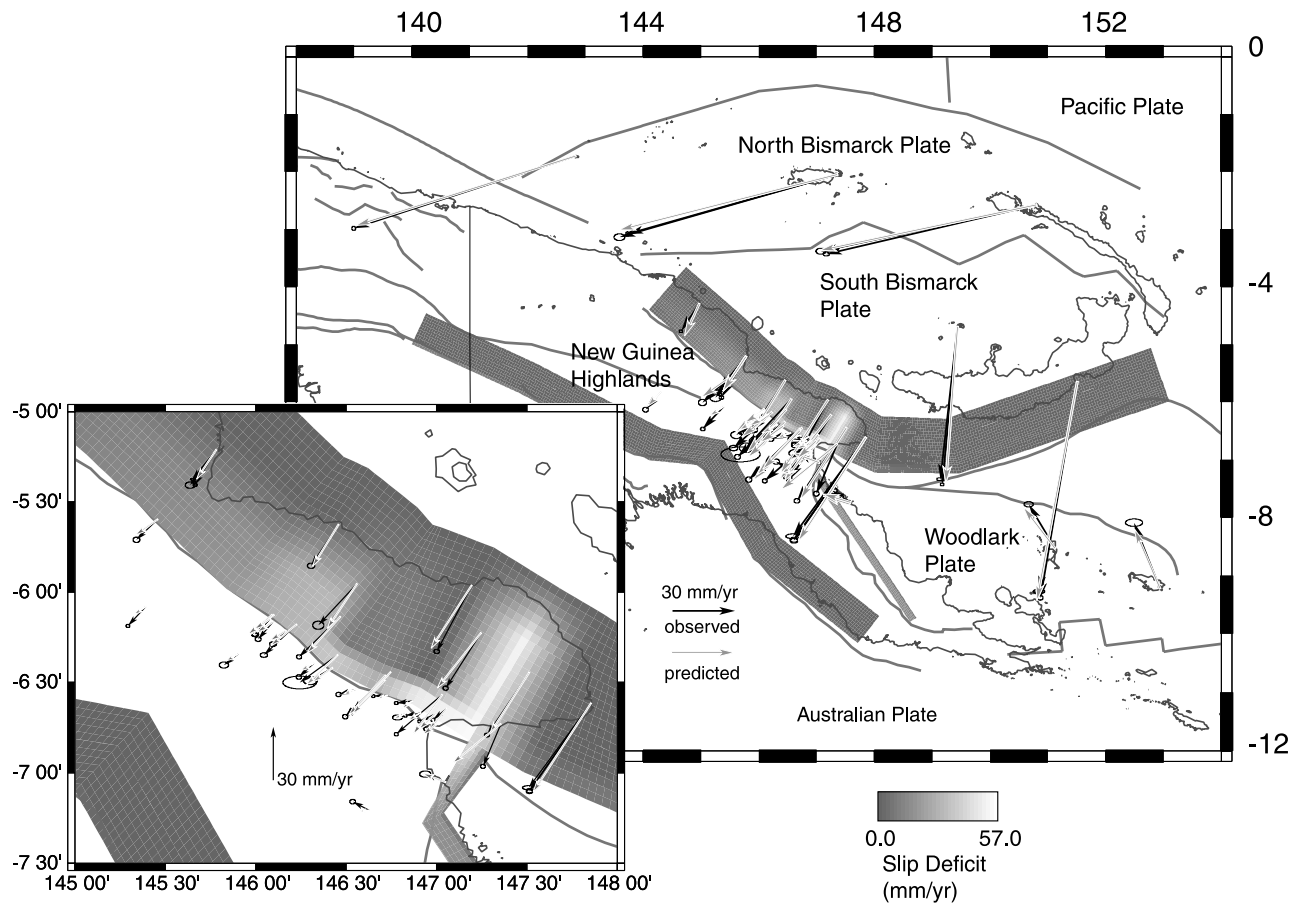 140 144 148 152
0
Pacific Plate
North Bismarck Plate
South Bismarck
Plate
-4
New Guinea
Highlands
-8
Woodlark
Plate
30 mm/yr
observed
predicted
Australian Plate
-12
-5 00'
-5 30'
-6 00'
-6 30'
-7 00'
-7 30'
30 mm/yr
145 00' 145 30' 146 00' 146 30' 147 00' 147 30' 148 00'
0.0 57.0
Slip Deficit
(mm/yr)